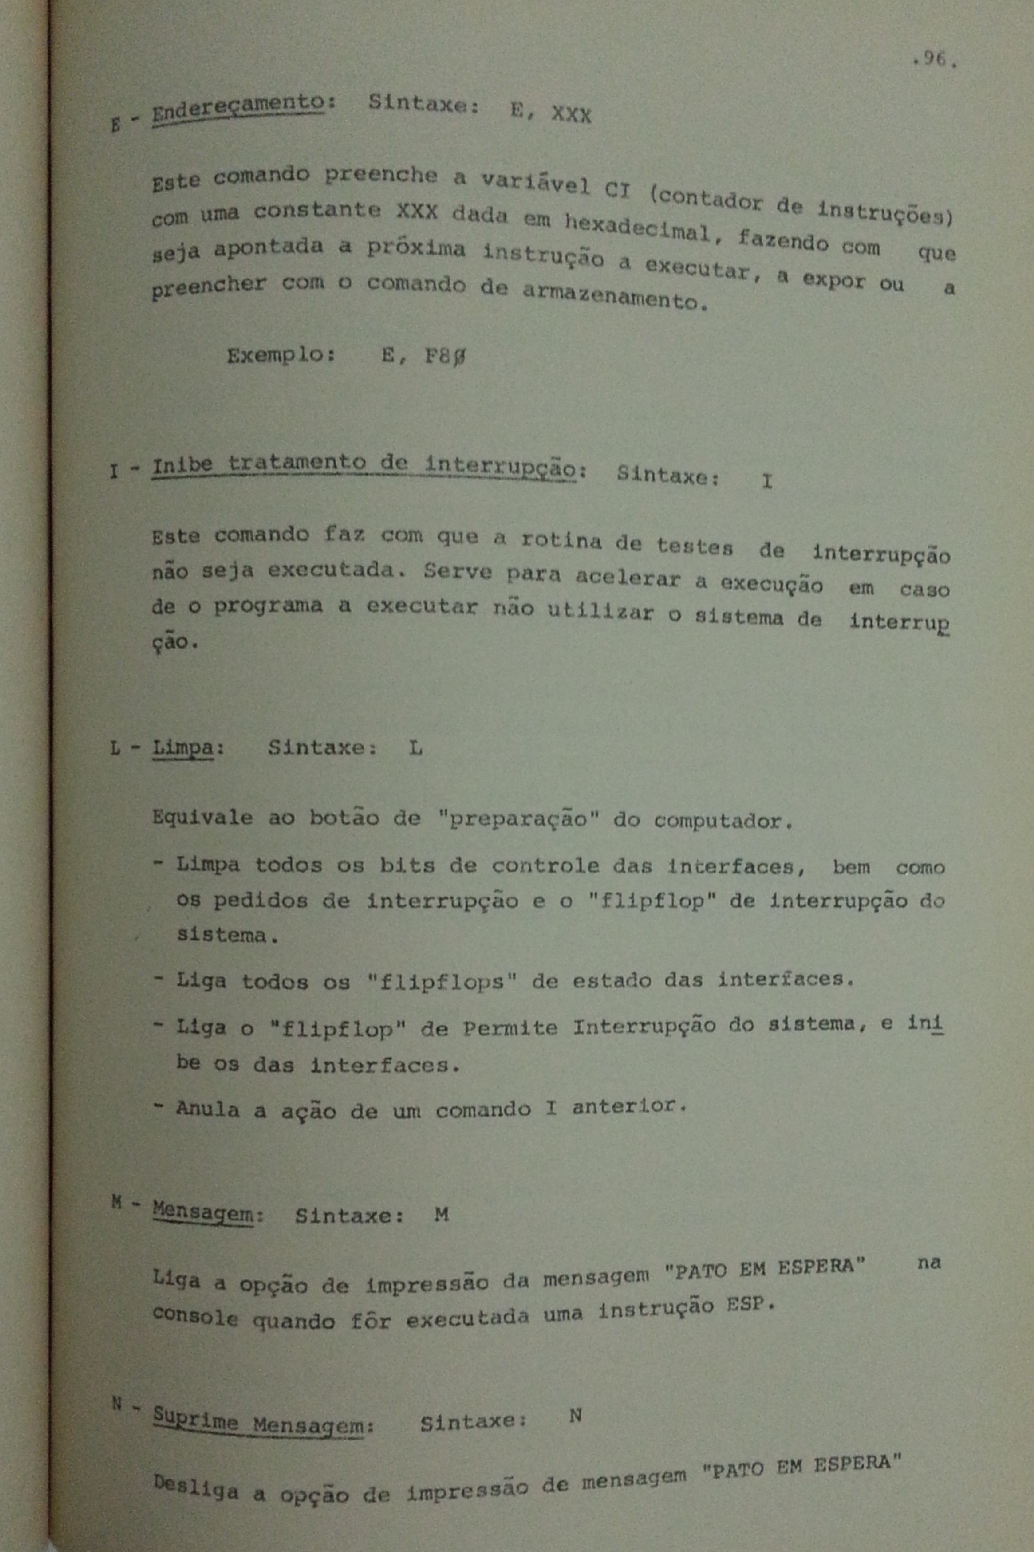 .96.
E - Endereçamento: Sintaxe: E, XXX
Este comando preenche a variável CI (contador de instruções)
com uma constante XXX dada em hexadecimal, fazendo com que
seja apontada a próxima instrução a executar, a expor ou a
preencher com o comando de armazenamento.
Exemplo: E, F8Ø
I - Inibe tratamento de interrupção: Sintaxe: I
Este comando faz com que a rotina de testes de interrupção
não seja executada. Serve para acelerar a execução em caso
de o programa a executar não utilizar o sistema de interrup
ção.
L - Limpa: Sintaxe: L
Equivale ao botão de "preparação" do computador.
- Limpa todos os bits de controle das interfaces, bem como
os pedidos de interrupção e o "flipflop" de interrupção do
sistema.
- Liga todos os "flipflops" de estado das interfaces.
- Liga o "flipflop" de Permite Interrupção do sistema, e ini
be os das interfaces.
- Anula a ação de um comando I anterior.
M - Mensagem: Sintaxe: M
Liga a opção de impressão da mensagem "PATO EM ESPERA" na
console quando fôr executada uma instrução ESP.
N - Suprime Mensagem: Sintaxe: N
Desliga a opção de impressão de mensagem "PATO EM ESPERA"